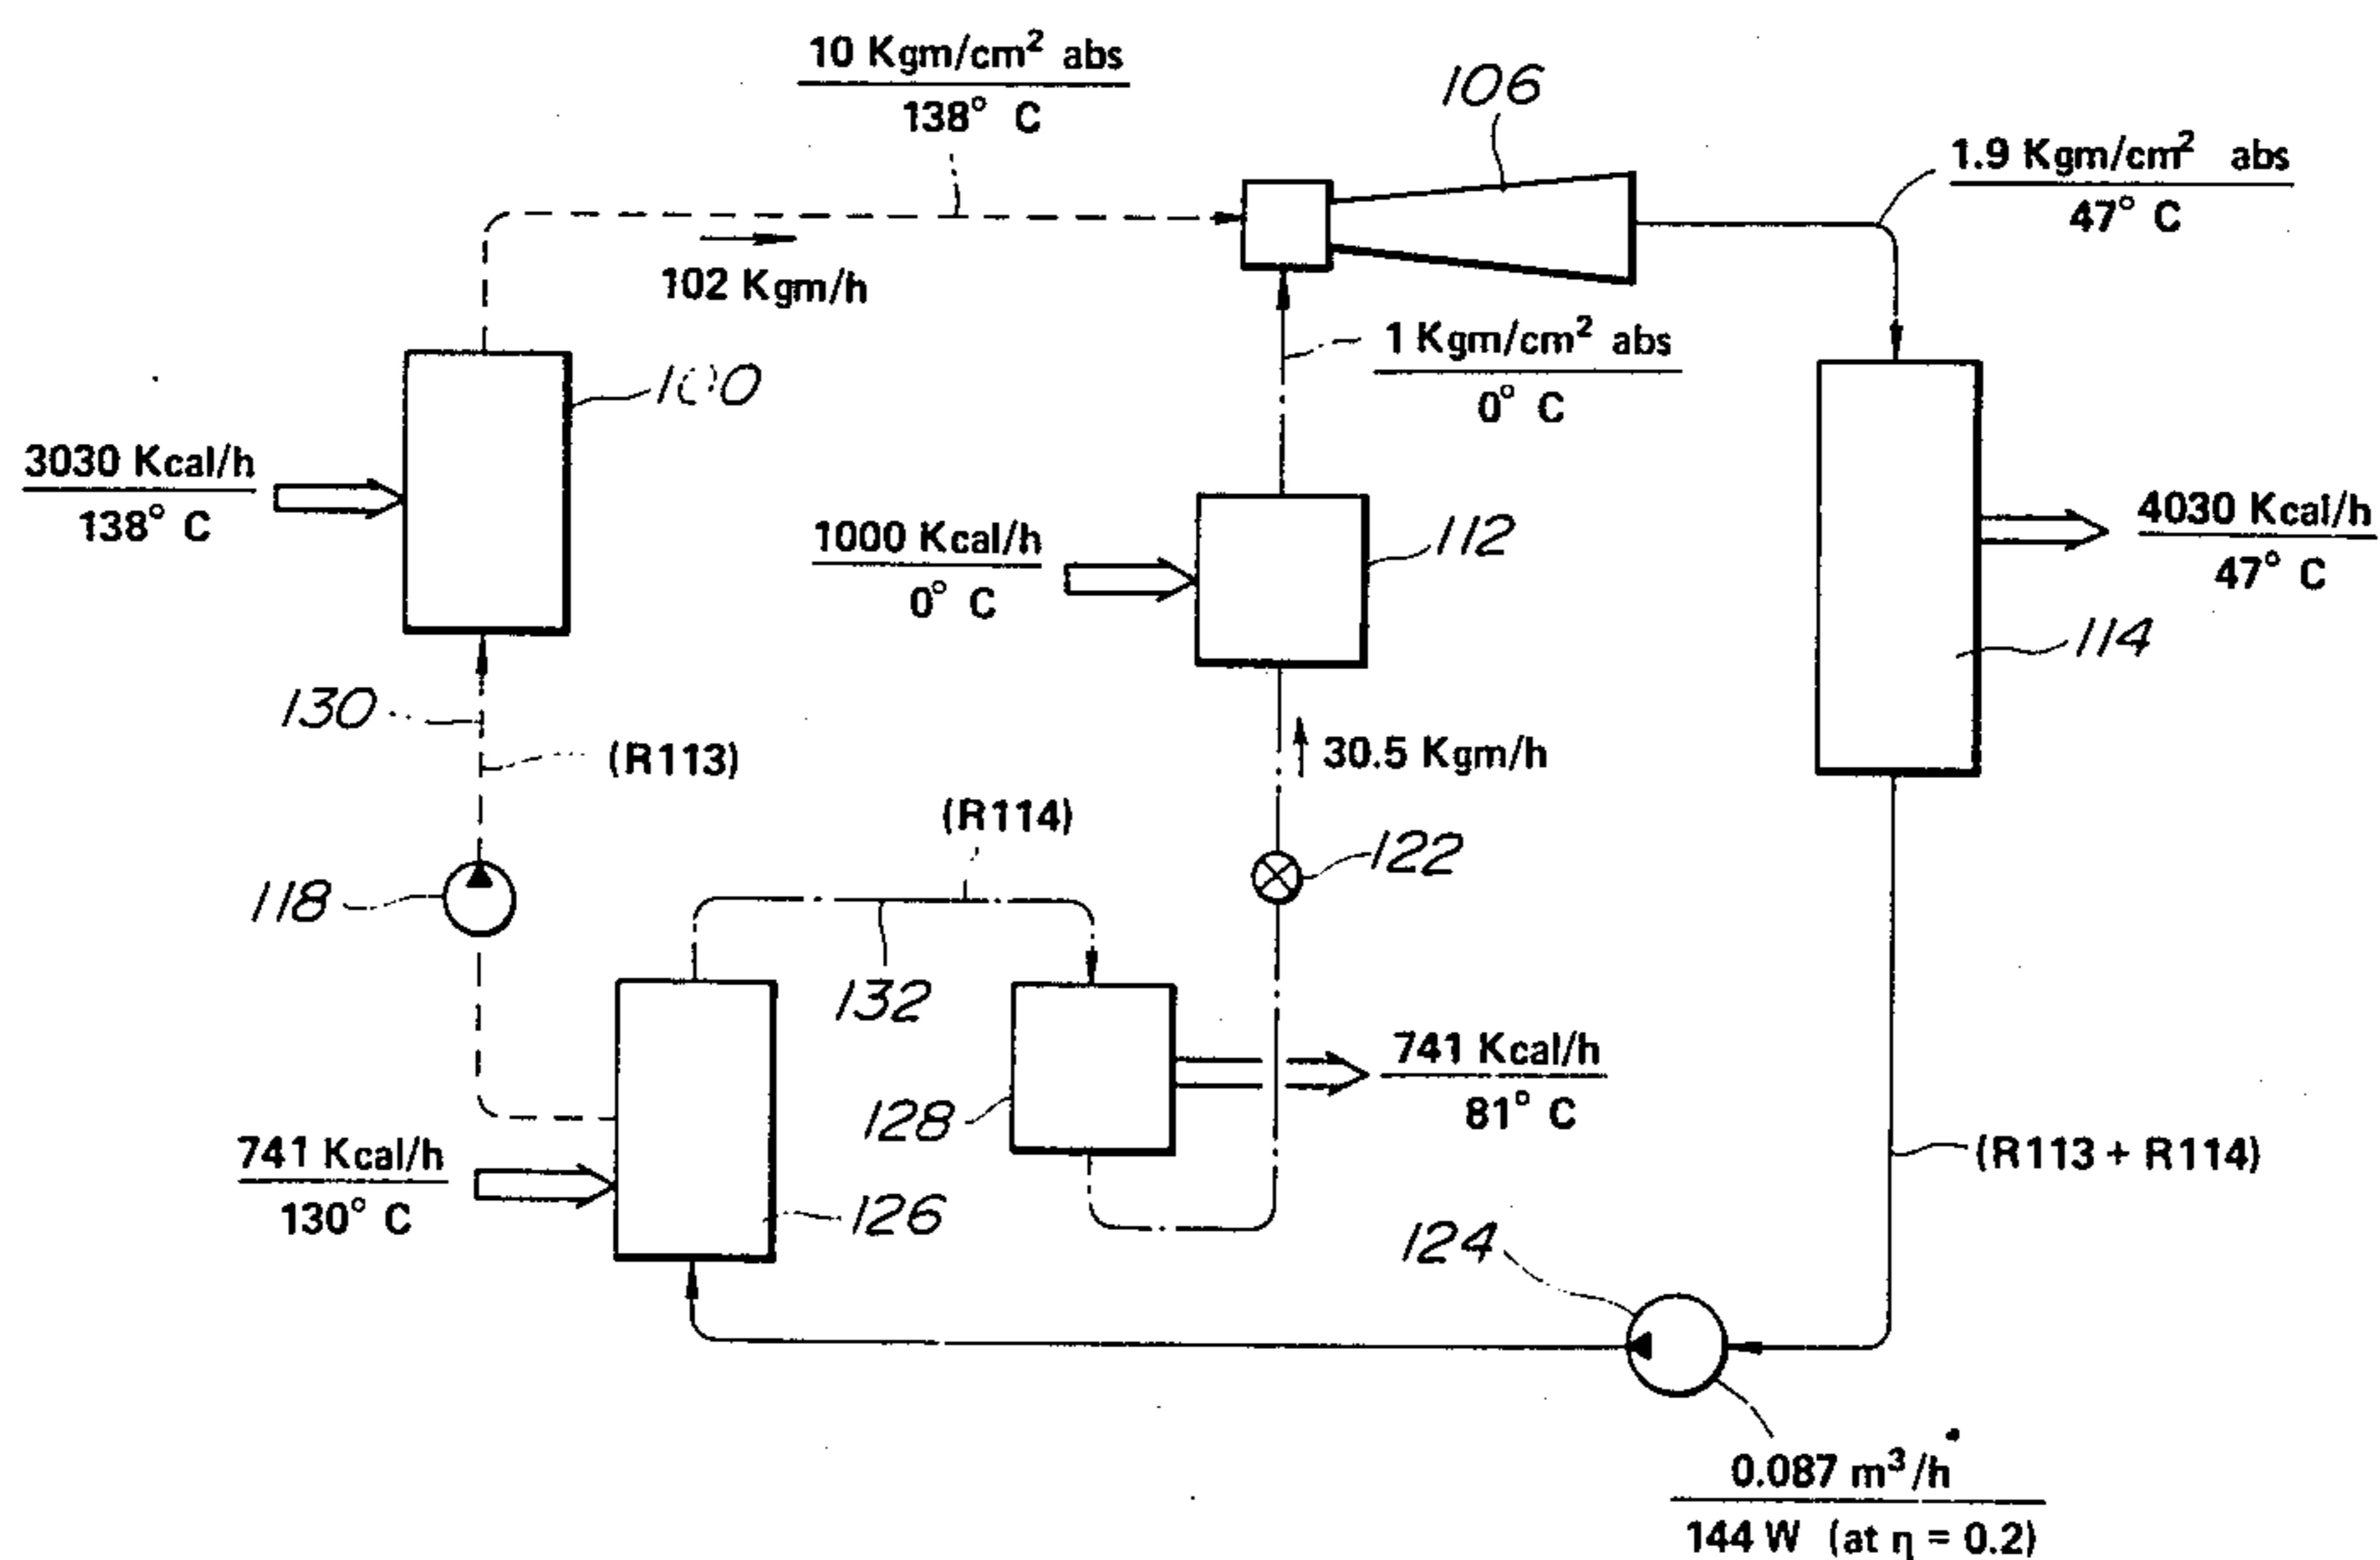 10 Kgm/cm² abs
138° C
106
1.9 Kgm/cm² abs
47° C
102 Kgm/h
1 Kgm/cm² abs
0° C
100
3030 Kcal/h
138° C
1000 Kcal/h
0° C
112
4030 Kcal/h
47° C
114
130
(R113)
30.5 Kgm/h
(R114)
122
118
132
741 Kcal/h
81° C
128
741 Kcal/h
130° C
126
(R113 + R114)
124
0.087 m³/h
144 W (at η = 0.2)